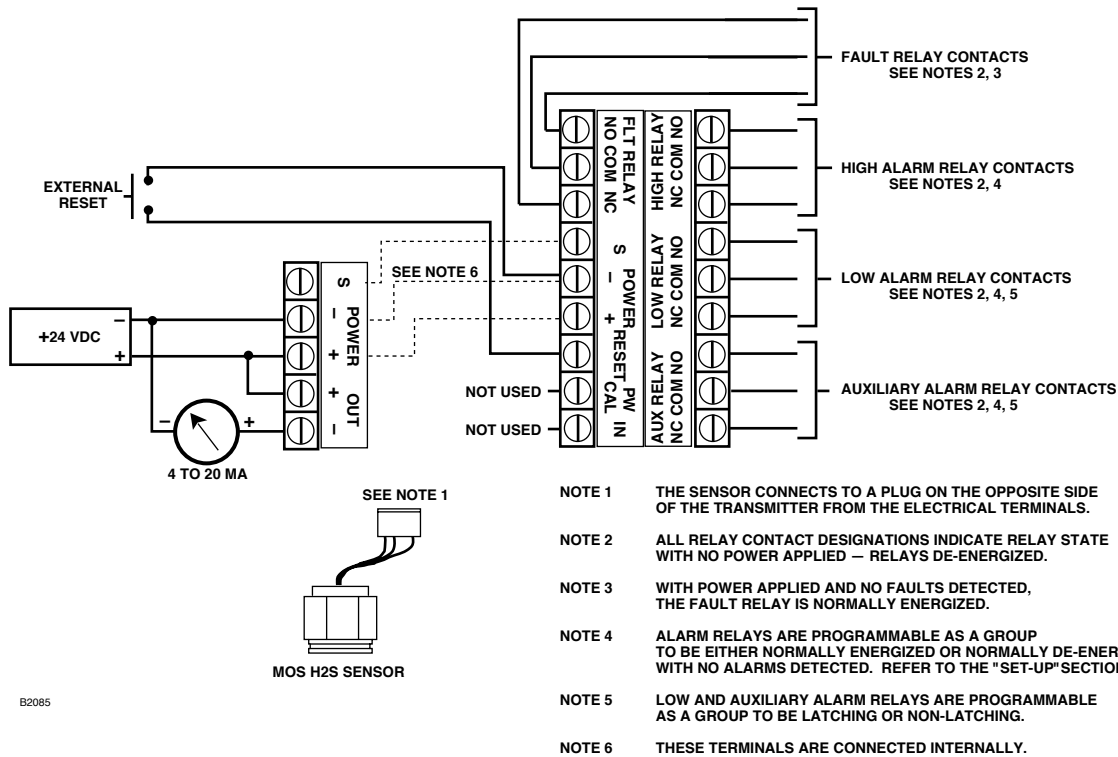 FAULT RELAY CONTACTS
SEE NOTES 2, 3
HIGH ALARM RELAY CONTACTS
SEE NOTES 2, 4
LOW ALARM RELAY CONTACTS
SEE NOTES 2, 4, 5
AUXILIARY ALARM RELAY CONTACTS
SEE NOTES 2, 4, 5
FLT RELAY
NO COM NC
S
POWER
–
+
RESET
PW
CAL
IN
HIGH RELAY
NC COM NO
LOW RELAY
NC COM NO
AUX RELAY
NC COM NO
EXTERNAL
RESET
SEE NOTE 6
S
–
POWER
+
+
OUT
–
+24 VDC
–
+
–
+
4 TO 20 MA
NOT USED
NOT USED
SEE NOTE 1
MOS H2S SENSOR
B2085
NOTE 1 THE SENSOR CONNECTS TO A PLUG ON THE OPPOSITE SIDE
OF THE TRANSMITTER FROM THE ELECTRICAL TERMINALS.
NOTE 2 ALL RELAY CONTACT DESIGNATIONS INDICATE RELAY STATE
WITH NO POWER APPLIED — RELAYS DE-ENERGIZED.
NOTE 3 WITH POWER APPLIED AND NO FAULTS DETECTED,
THE FAULT RELAY IS NORMALLY ENERGIZED.
NOTE 4 ALARM RELAYS ARE PROGRAMMABLE AS A GROUP
TO BE EITHER NORMALLY ENERGIZED OR NORMALLY DE-ENER
WITH NO ALARMS DETECTED. REFER TO THE "SET-UP"SECTIO
NOTE 5 LOW AND AUXILIARY ALARM RELAYS ARE PROGRAMMABLE
AS A GROUP TO BE LATCHING OR NON-LATCHING.
NOTE 6 THESE TERMINALS ARE CONNECTED INTERNALLY.